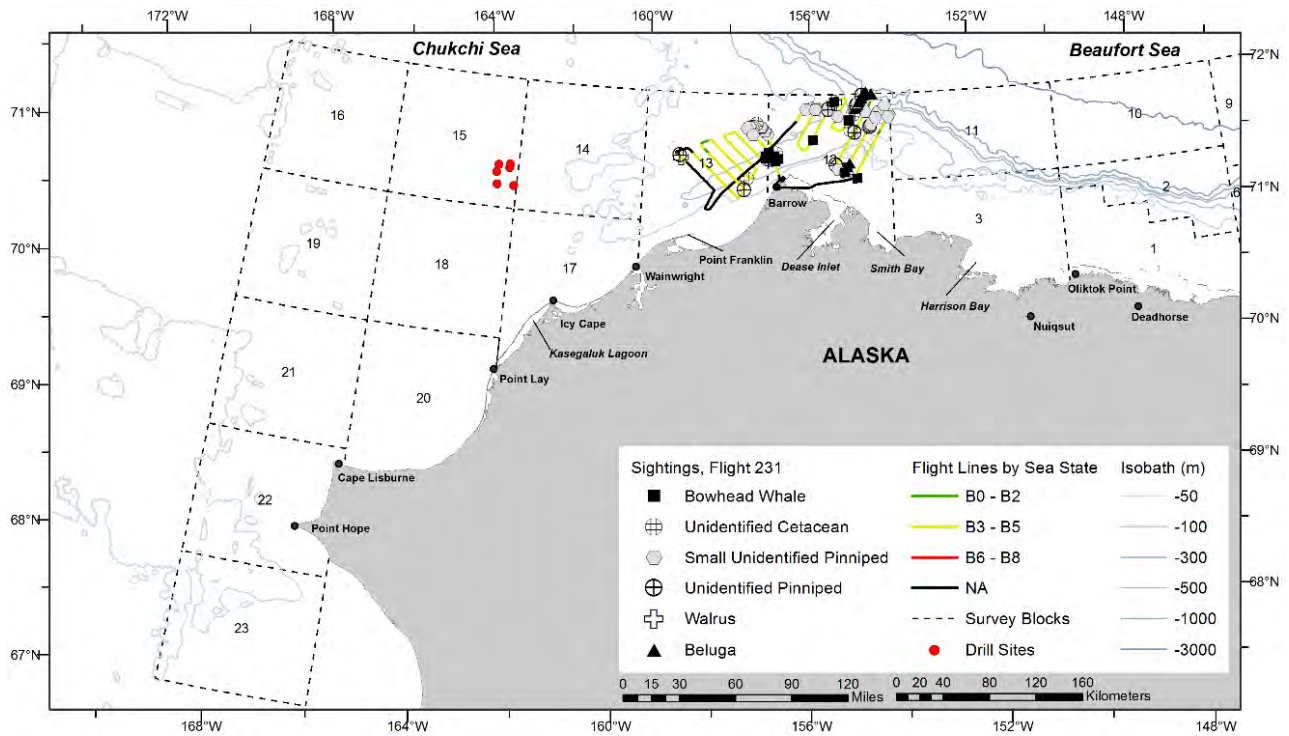 172°W 168°W 164°W 160°W 156°W 152°W 148°W
Chukchi Sea
Beaufort Sea
72°N
71°N
71°N
70°N
70°N
69°N
69°N
68°N
68°N
67°N
16
15
14
13
12
11
10
9
2
6
3
1
19
18
17
21
20
22
23
Barrow
Point Franklin
Dease Inlet
Smith Bay
Wainwright
Harrison Bay
Oliktok Point
Icy Cape
Nuiqsut
Deadhorse
Kasegaluk Lagoon
ALASKA
Point Lay
Cape Lisburne
Point Hope
Sightings, Flight 231
Bowhead Whale
Unidentified Cetacean
Small Unidentified Pinniped
Unidentified Pinniped
Walrus
Beluga
Flight Lines by Sea State
B0 - B2
B3 - B5
B6 - B8
NA
Survey Blocks
Drill Sites
Isobath (m)
-50
-100
-300
-500
-1000
-3000
0 15 30 60 90 120 Miles
0 20 40 80 120 160 Kilometers
168°W 164°W 160°W 156°W 152°W 148°W